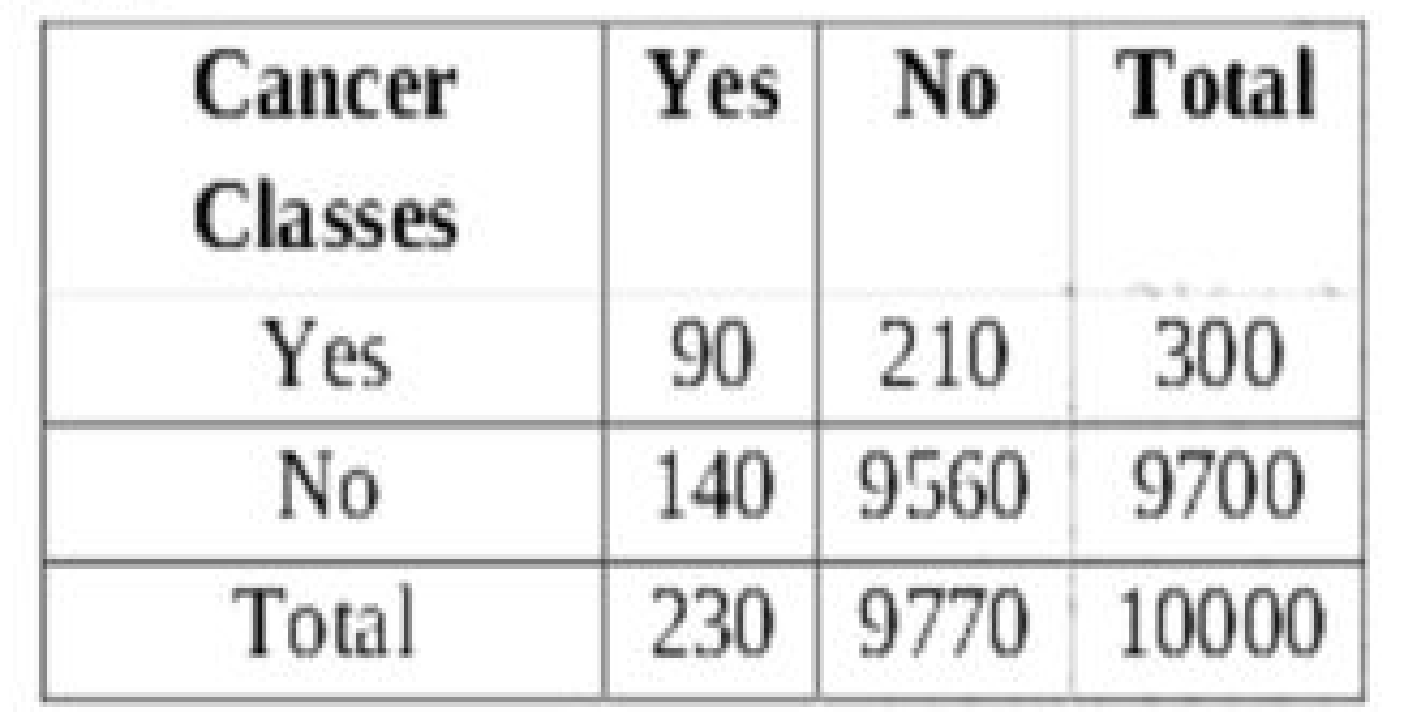 Cancer Classes Yes No Total
Yes 90 210 300
No 140 9560 9700
Total 230 9770 10000